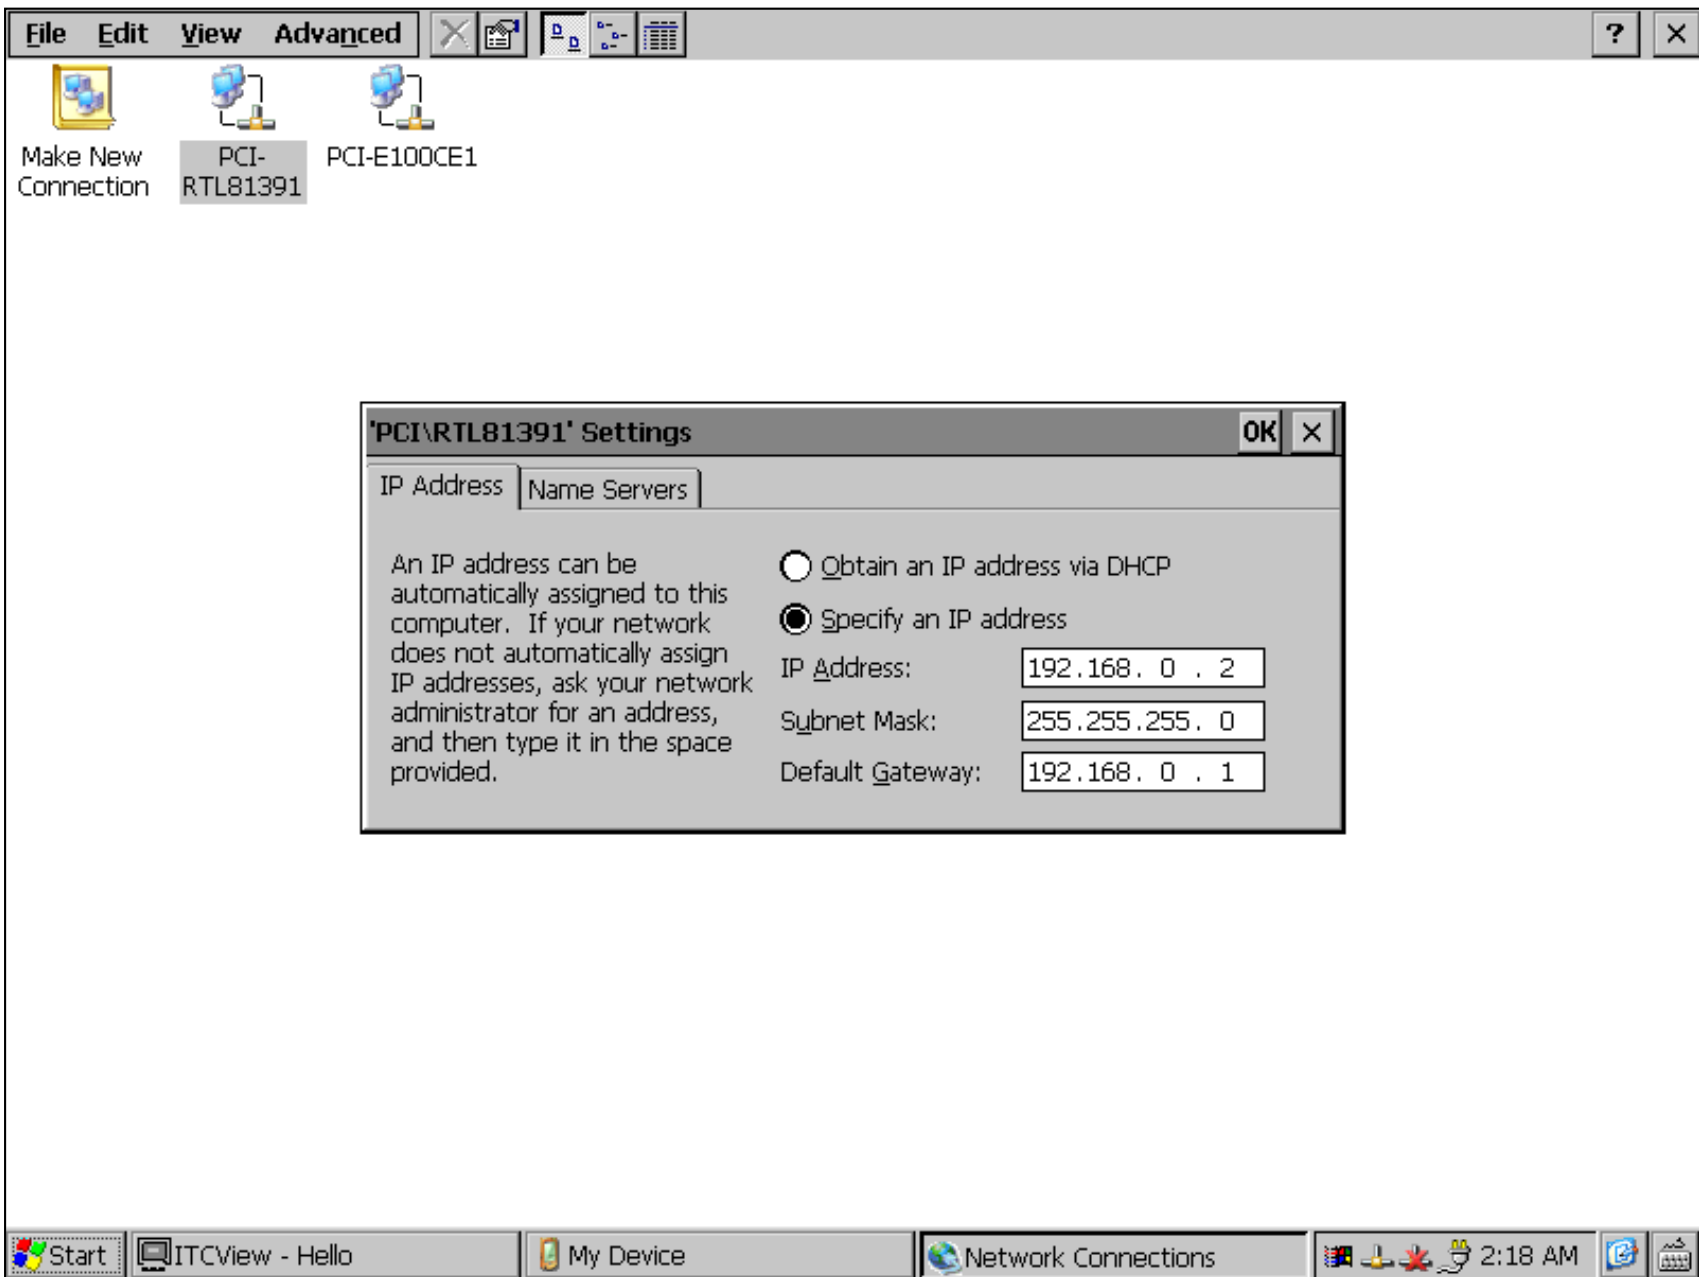 File Edit View Advanced ? ×
Make New
Connection
PCI-
RTL81391
PCI-E100CE1
'PCI\RTL81391' Settings OK ×
IP Address Name Servers
An IP address can be
automatically assigned to this
computer. If your network
does not automatically assign
IP addresses, ask your network
administrator for an address,
and then type it in the space
provided.
Obtain an IP address via DHCP
Specify an IP address
IP Address: 192.168. 0 . 2
Subnet Mask: 255.255.255. 0
Default Gateway: 192.168. 0 . 1
Start ITCView - Hello My Device Network Connections 2:18 AM